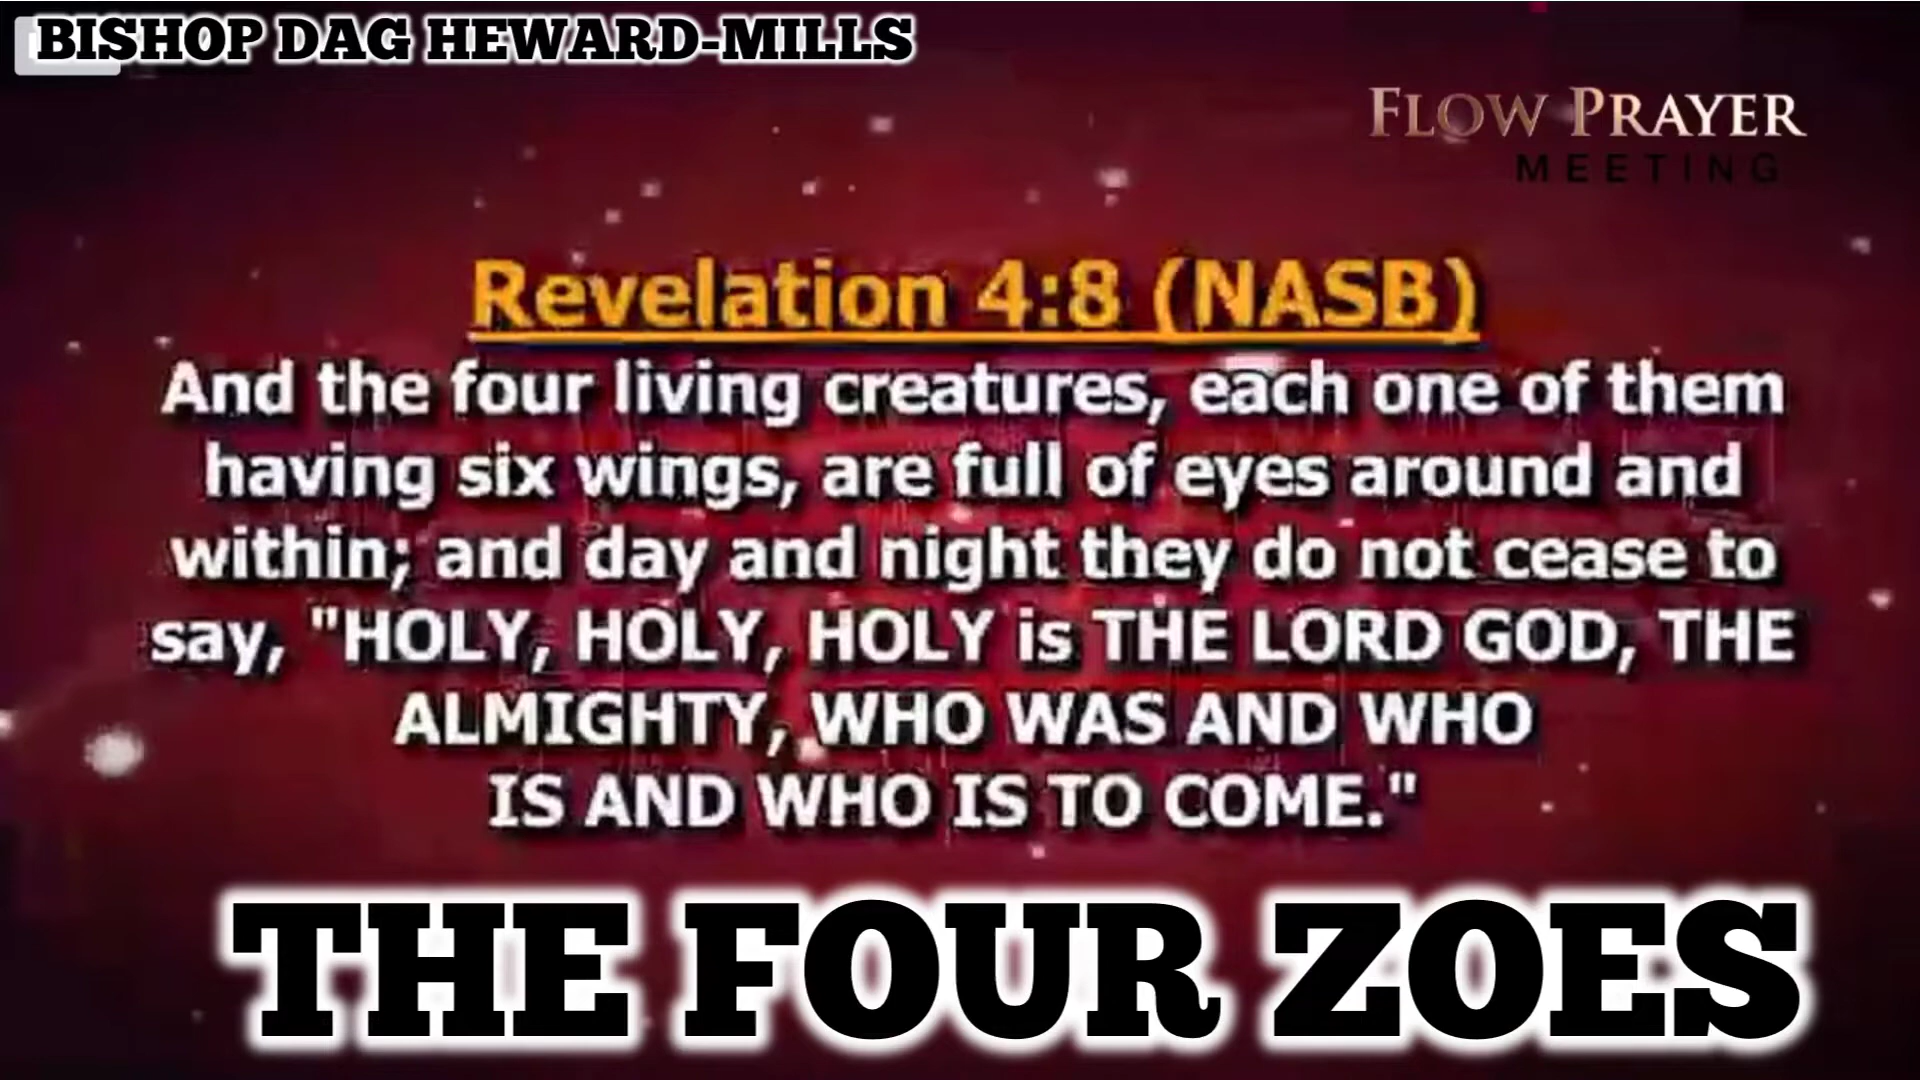 BISHOP DAG HEWARD-MILLS
FLOW PRAYER
MEETING
Revelation 4:8 (NASB)
And the four living creatures, each one of them
having six wings, are full of eyes around and
within; and day and night they do not cease to
say, "HOLY, HOLY, HOLY is THE LORD GOD, THE
ALMIGHTY, WHO WAS AND WHO
IS AND WHO IS TO COME."
THE FOUR ZOES